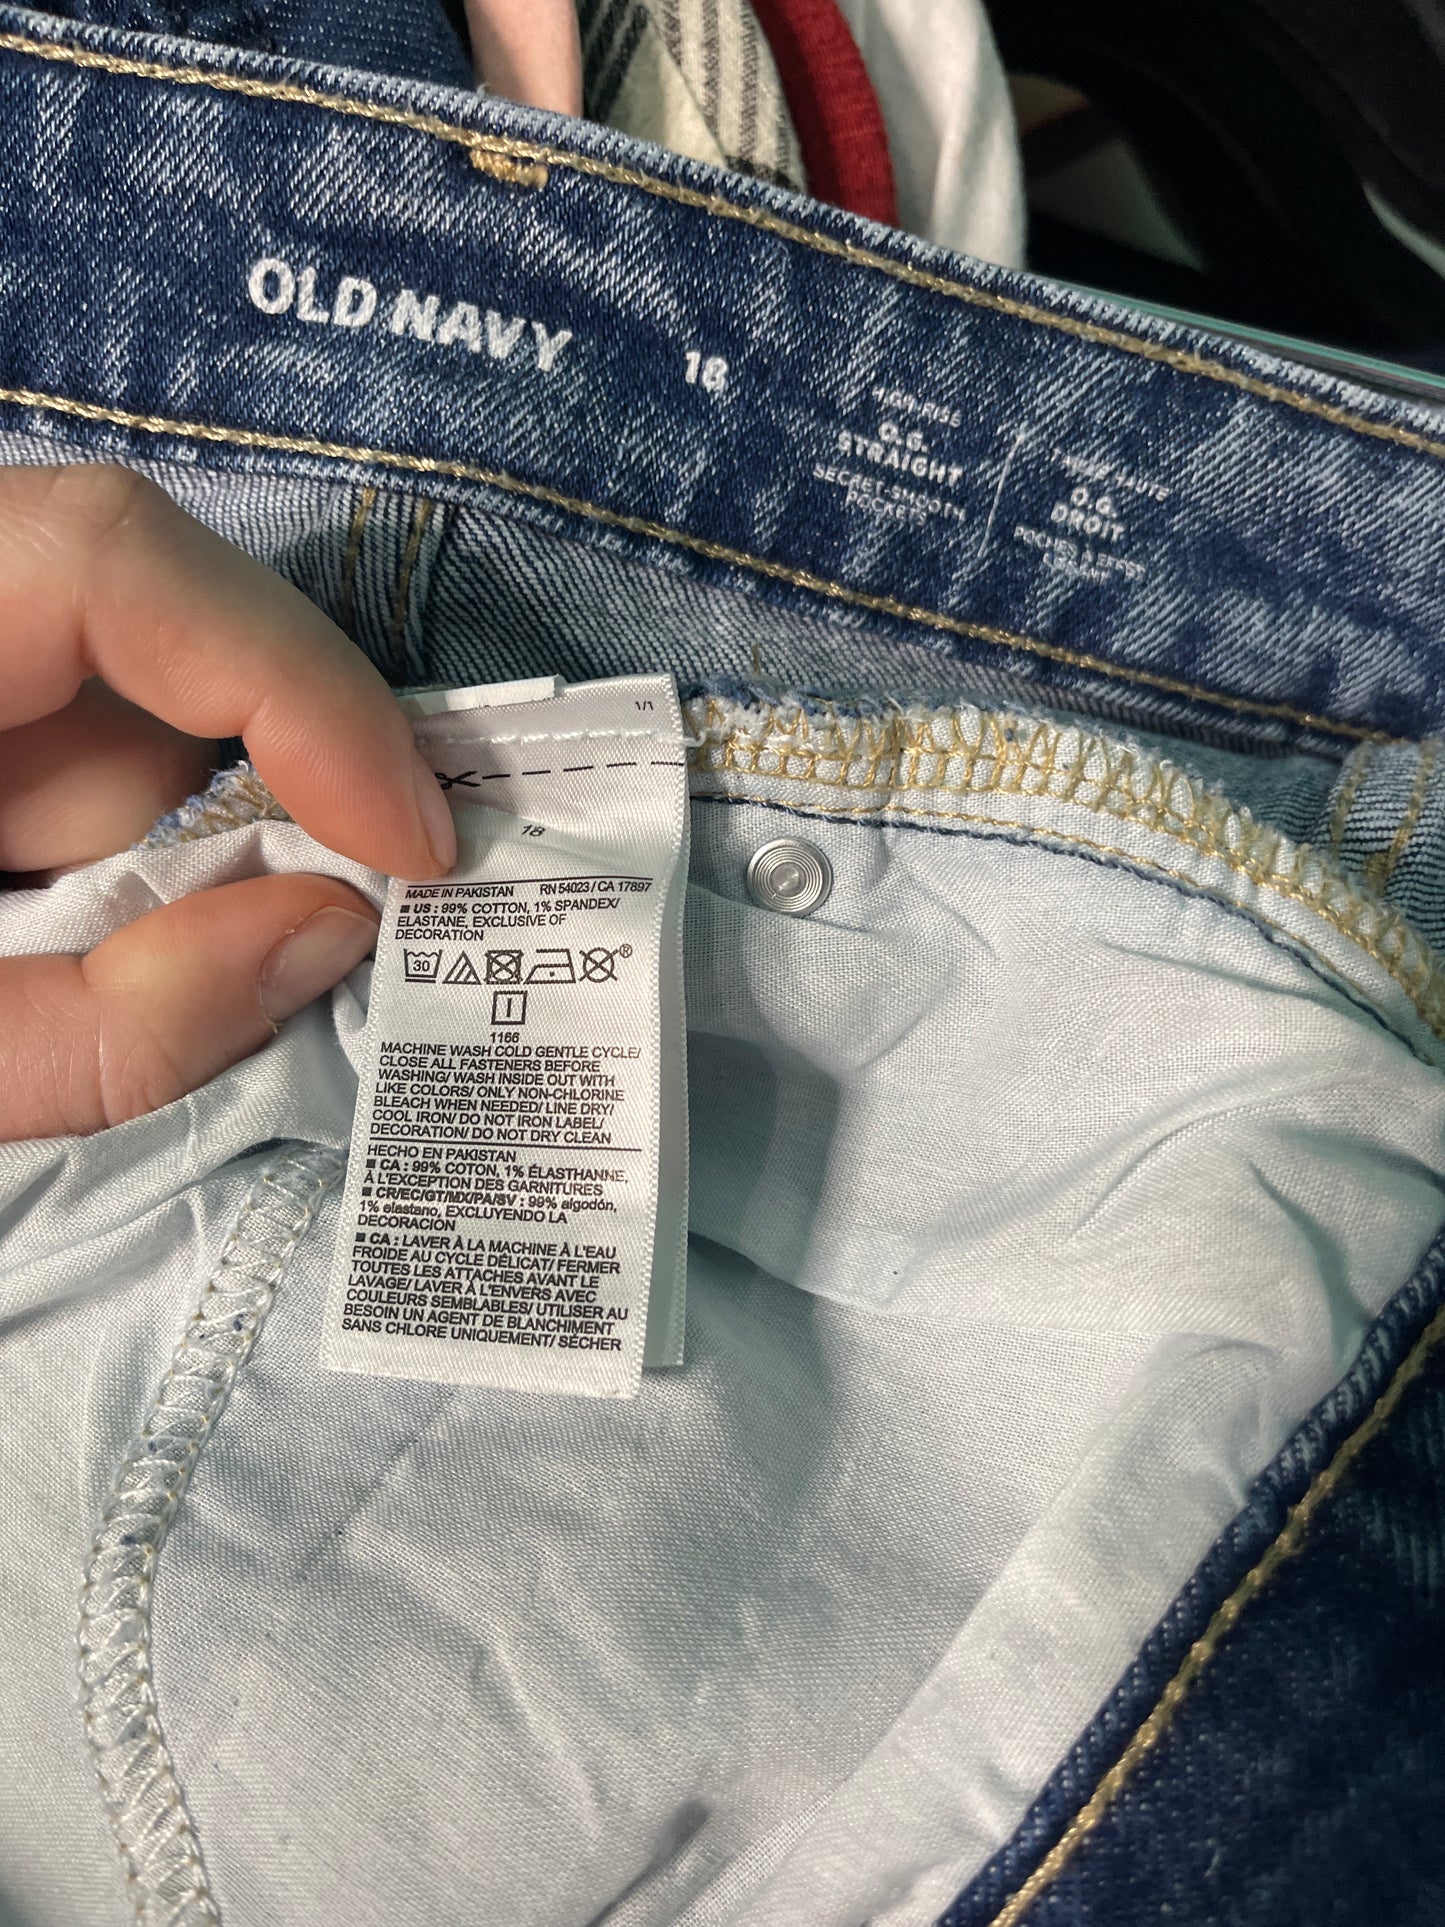 OLD NAVY
18
HIGH-RISE
O.G.
STRAIGHT
SECRET SMOOTH
POCKETS
TAILLE HAUTE
O.G.
DROIT
1/1
18
MADE IN PAKISTAN RN 54023 / CA 17897
■ US : 99% COTTON, 1% SPANDEX/
ELASTANE, EXCLUSIVE OF
DECORATION
30
®
I
1166
MACHINE WASH COLD GENTLE CYCLE/
CLOSE ALL FASTENERS BEFORE
WASHING/ WASH INSIDE OUT WITH
LIKE COLORS/ ONLY NON-CHLORINE
BLEACH WHEN NEEDED/ LINE DRY/
COOL IRON/ DO NOT IRON LABEL/
DECORATION/ DO NOT DRY CLEAN
HECHO EN PAKISTAN
■ CA : 99% COTON, 1% ÉLASTHANNE,
À L'EXCEPTION DES GARNITURES
■ CR/EC/GT/MX/PA/SV : 99% algodón,
1% elastano, EXCLUYENDO LA
DECORACIÓN
■ CA : LAVER À LA MACHINE À L'EAU
FROIDE AU CYCLE DÉLICAT/ FERMER
TOUTES LES ATTACHES AVANT LE
LAVAGE/ LAVER À L'ENVERS AVEC
COULEURS SEMBLABLES/ UTILISER AU
BESOIN UN AGENT DE BLANCHIMENT
SANS CHLORE UNIQUEMENT/ SÉCHER